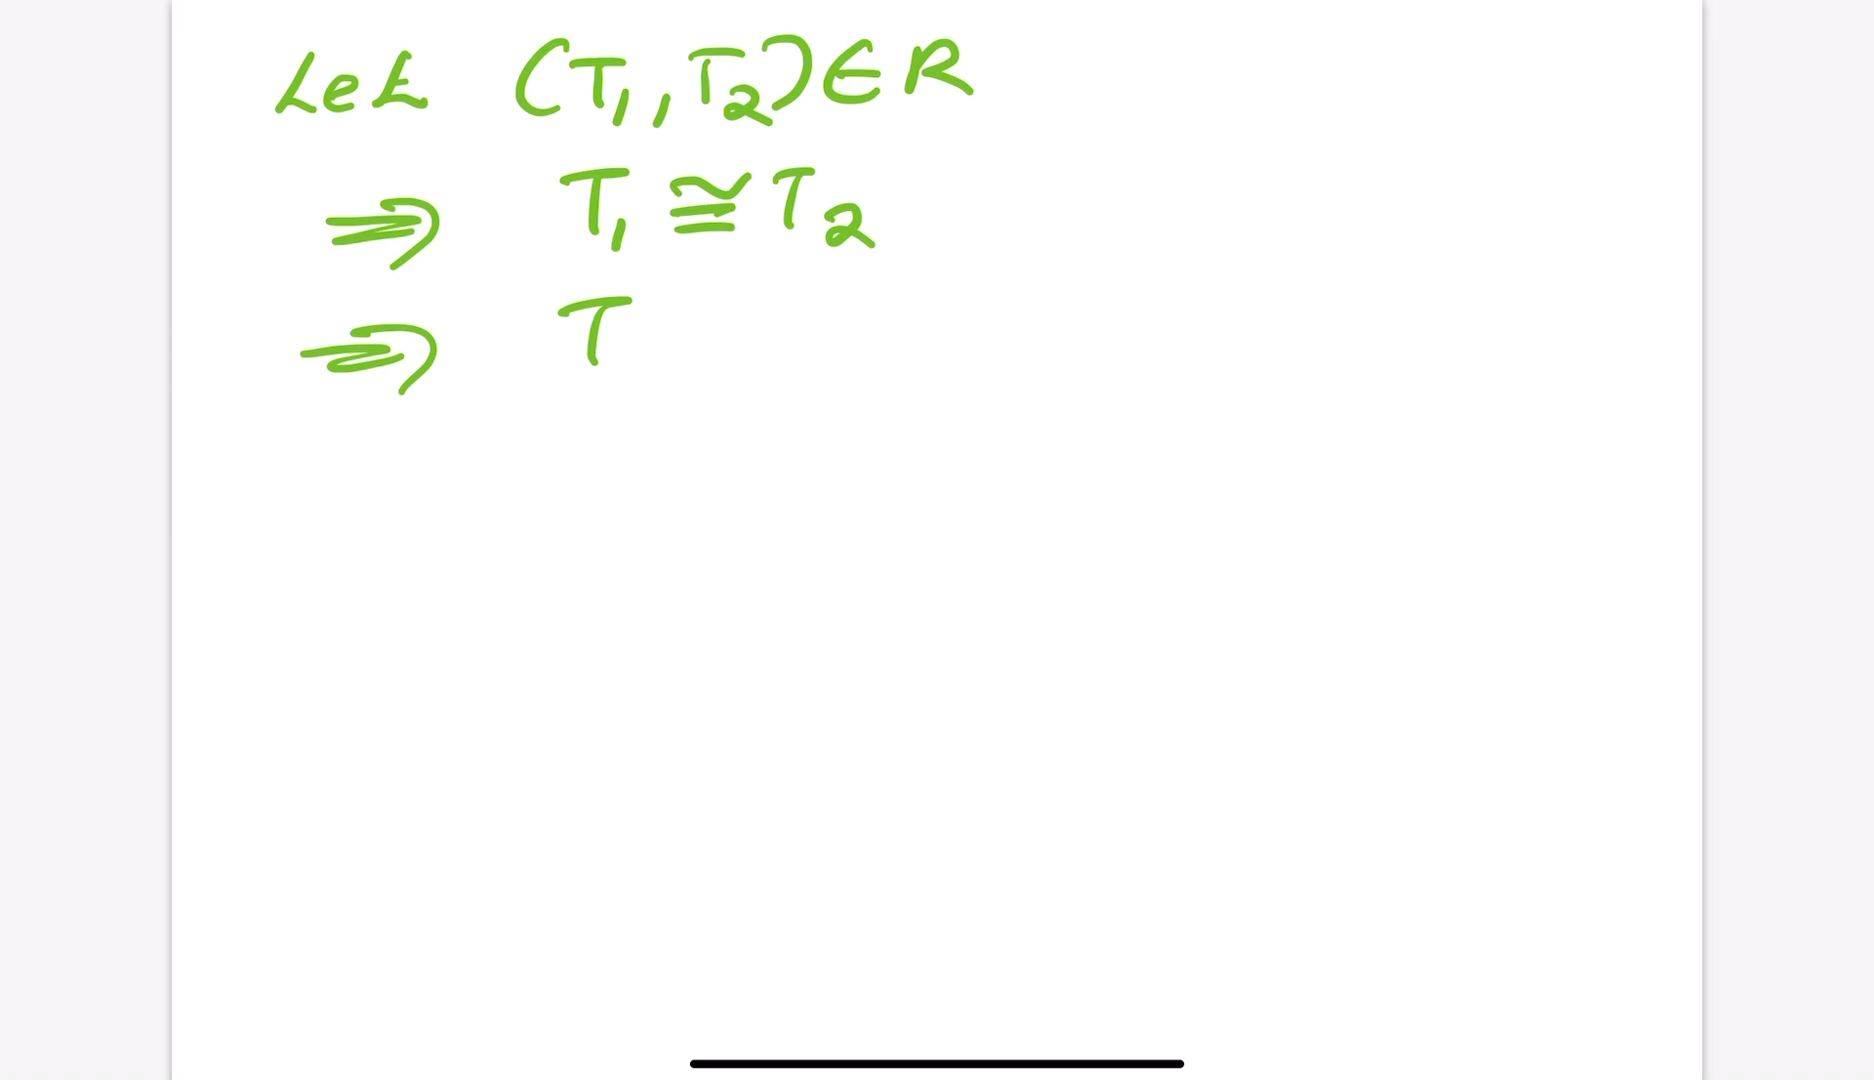 Let (T₁, T₂) ∈ R
⇒ T₁ ≅ T₂
⇒ T